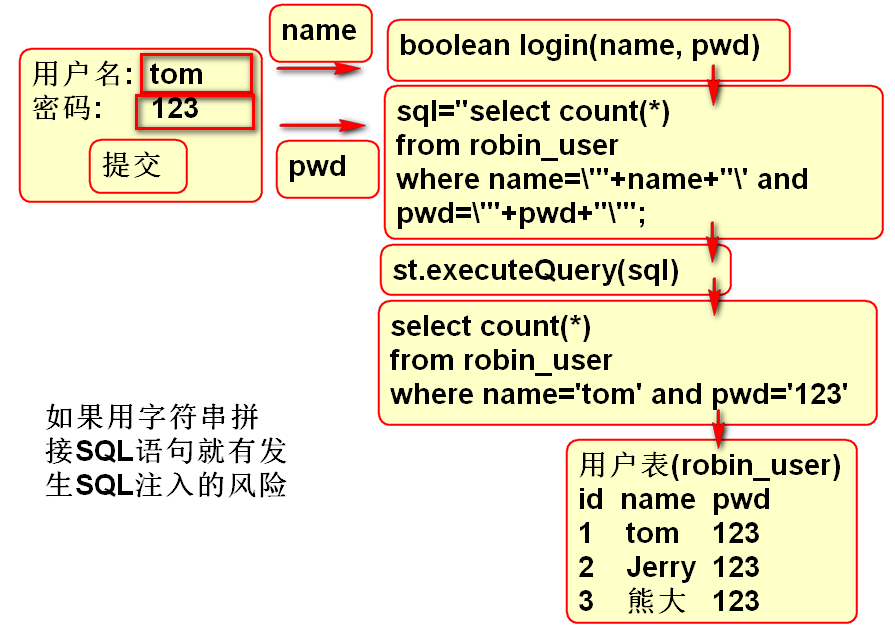 用户名: tom
密码: 123
提交
name
pwd
boolean login(name, pwd)
sql="select count(*)
from robin_user
where name=\'"+name+"\' and
pwd=\'"+pwd+"\'";
st.executeQuery(sql)
select count(*)
from robin_user
where name='tom' and pwd='123'
如果用字符串拼
接SQL语句就有发
生SQL注入的风险
用户表(robin_user)
id name pwd
1 tom 123
2 Jerry 123
3 熊大 123